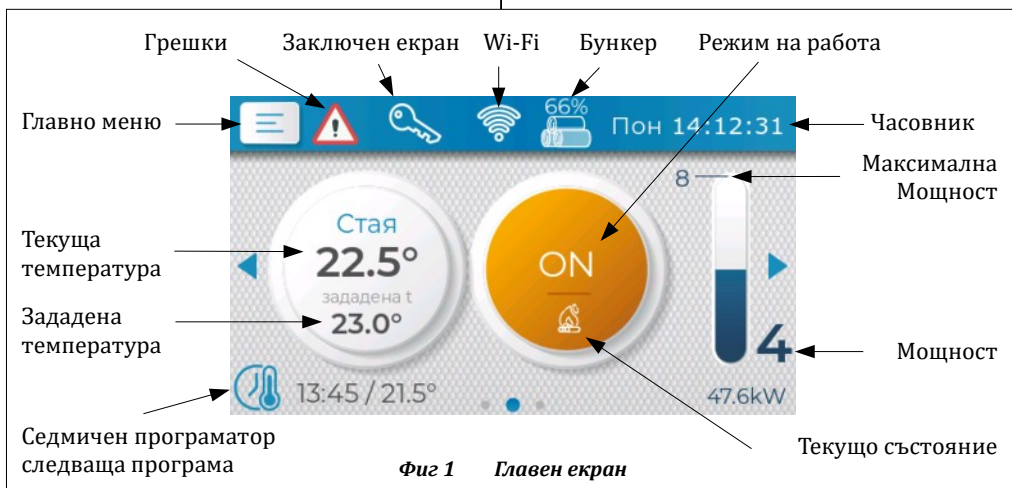 Грешки Заключен екран Wi-Fi Бункер Режим на работа
66%
Главно меню Пон 14:12:31 Часовник
8 Максимална
Мощност
Стая
Текуща
температура
22.5°
ON
зададена t
Зададена
температура
23.0°
4 Мощност
13:45 / 21.5° 47.6kW
Седмичен програматор
следваща програма
Текущо състояние
Фиг 1 Главен екран